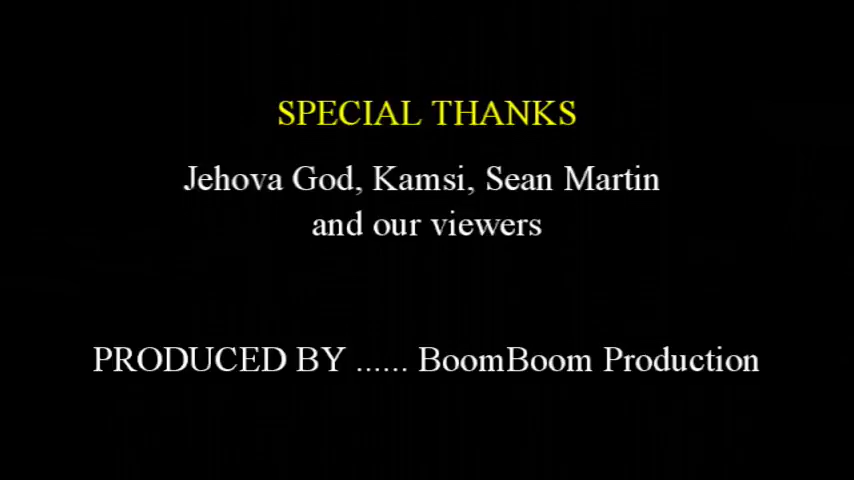 SPECIAL THANKS
Jehova God, Kamsi, Sean Martin
and our viewers
PRODUCED BY ...... BoomBoom Production